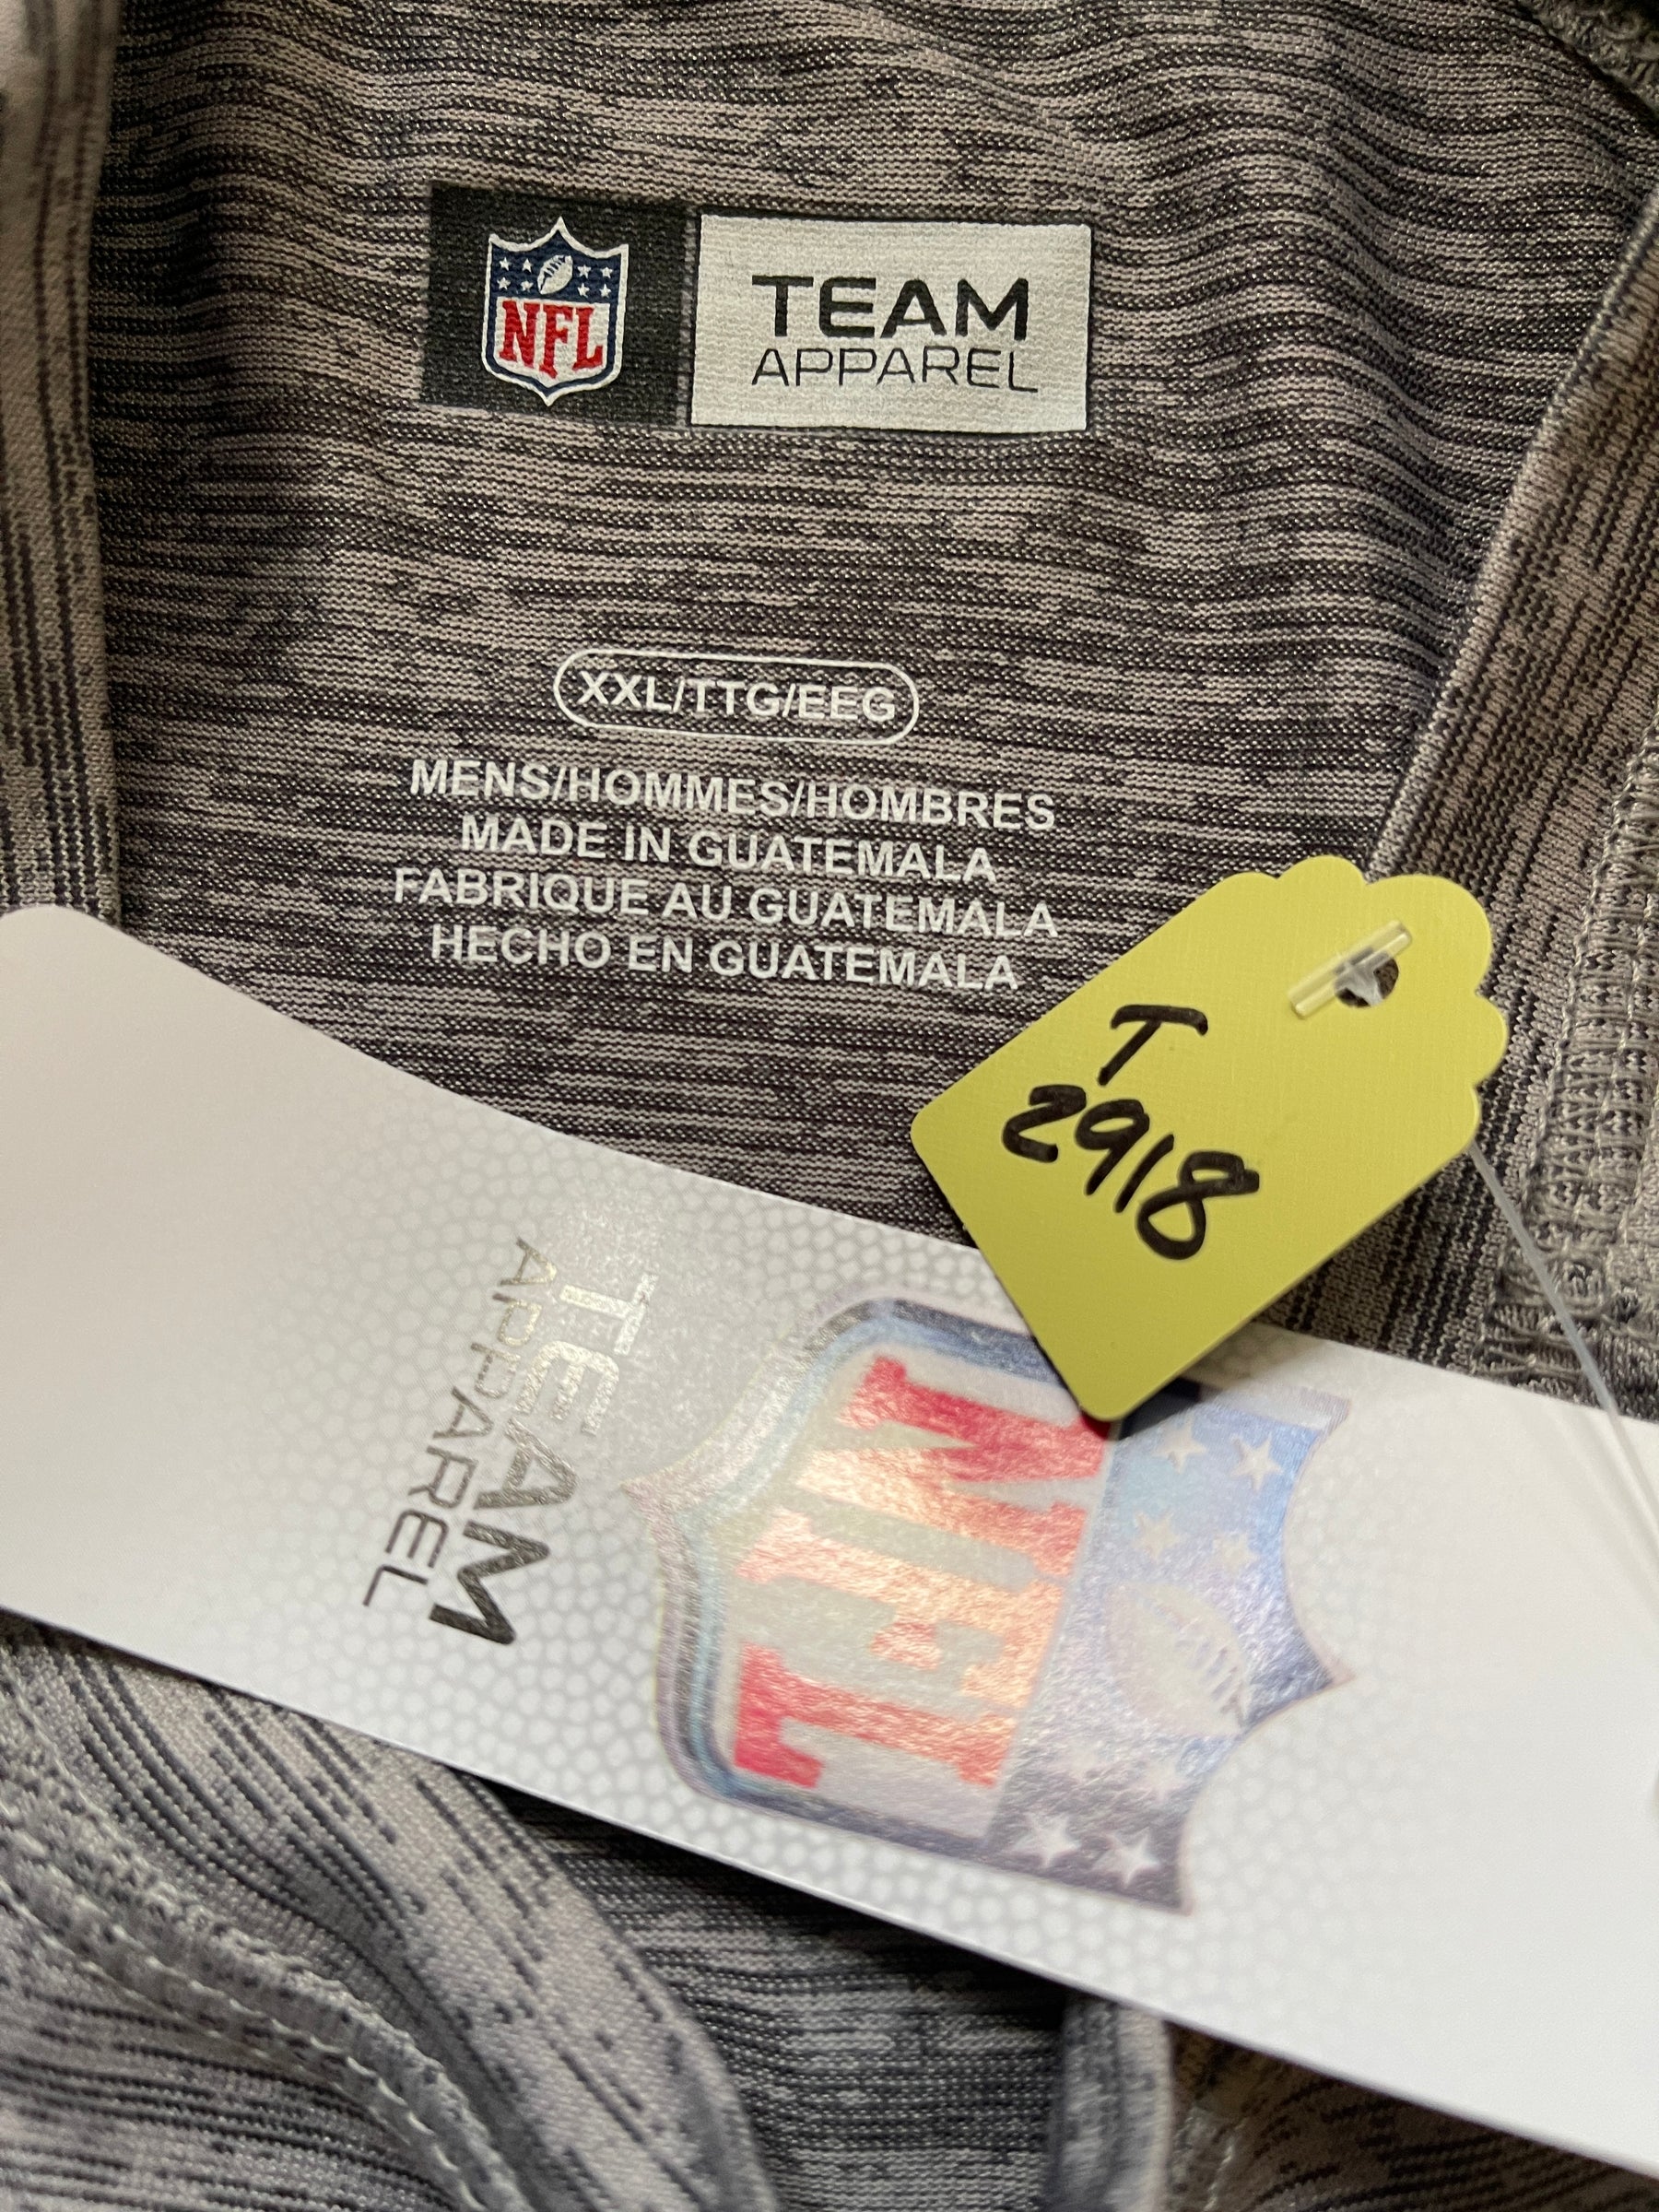 NFL
TEAM
APPAREL
XXL/TTG/EEG
MENS/HOMMES/HOMBRES
MADE IN GUATEMALA
FABRIQUE AU GUATEMALA
HECHO EN GUATEMALA
T
2918
TEAM
APPAREL
NFL